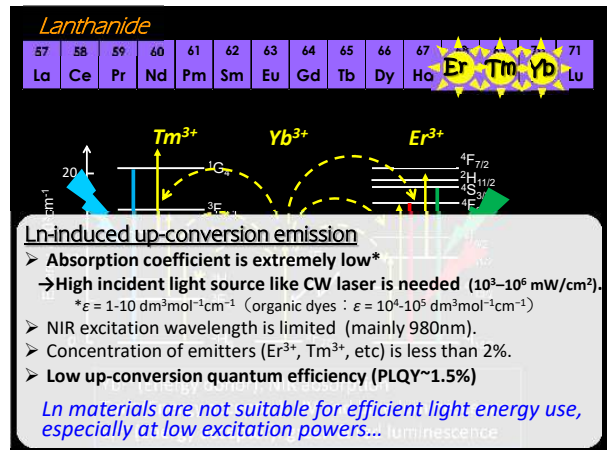 Lanthanide
57 58 59 60 61 62 63 64 65 66 67 71
La Ce Pr Nd Pm Sm Eu Gd Tb Dy Ho Er Tm Yb Lu
Tm³⁺ Yb³⁺ Er³⁺
⁴F₇/₂
²H₁₁/₂
20 ¹G₄
Ln-induced up-conversion emission
➢ Absorption coefficient is extremely low*
→High incident light source like CW laser is needed (10³–10⁶ mW/cm²).
*ε = 1-10 dm³mol⁻¹cm⁻¹（organic dyes：ε = 10⁴-10⁵ dm³mol⁻¹cm⁻¹）
➢ NIR excitation wavelength is limited (mainly 980nm).
➢ Concentration of emitters (Er³⁺, Tm³⁺, etc) is less than 2%.
➢ Low up-conversion quantum efficiency (PLQY~1.5%)
Ln materials are not suitable for efficient light energy use,
especially at low excitation powers…
luminescence